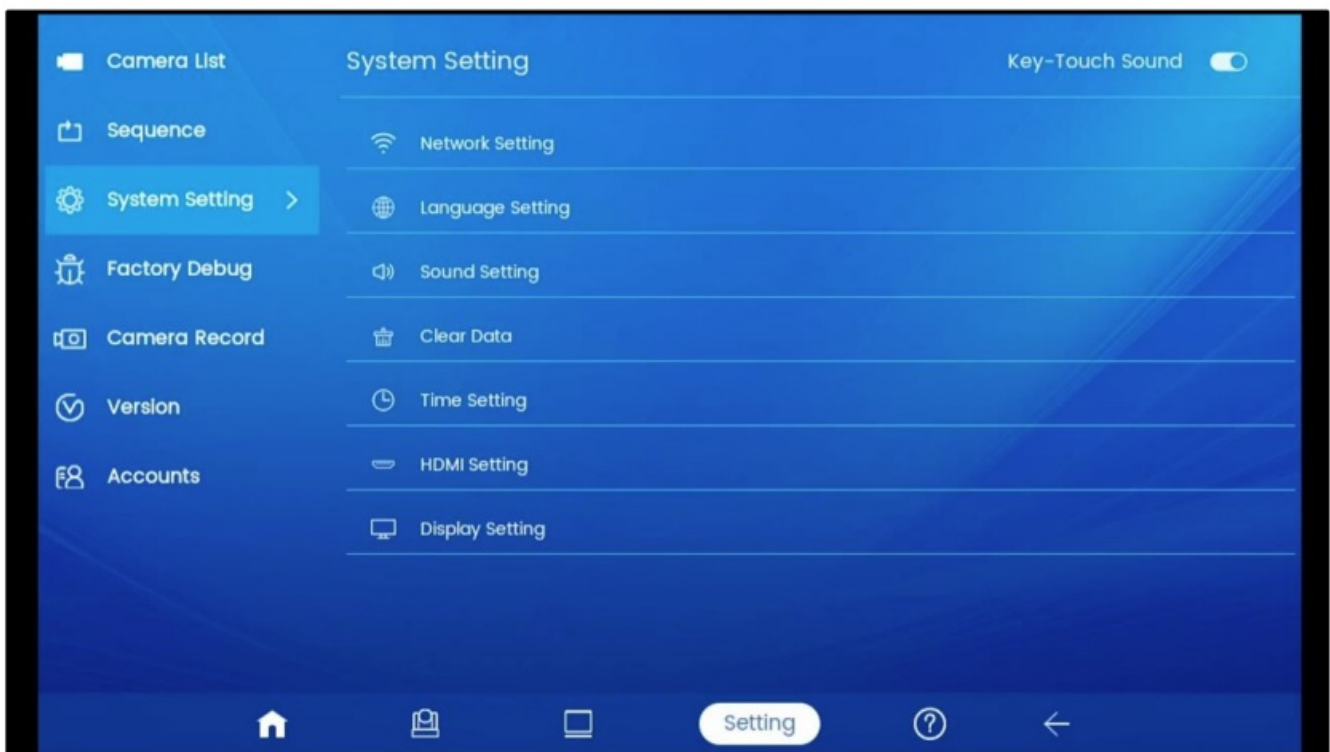 Camera List
Sequence
System Setting
Factory Debug
Camera Record
Version
Accounts
System Setting
Key-Touch Sound
Network Setting
Language Setting
Sound Setting
Clear Data
Time Setting
HDMI Setting
Display Setting
Setting